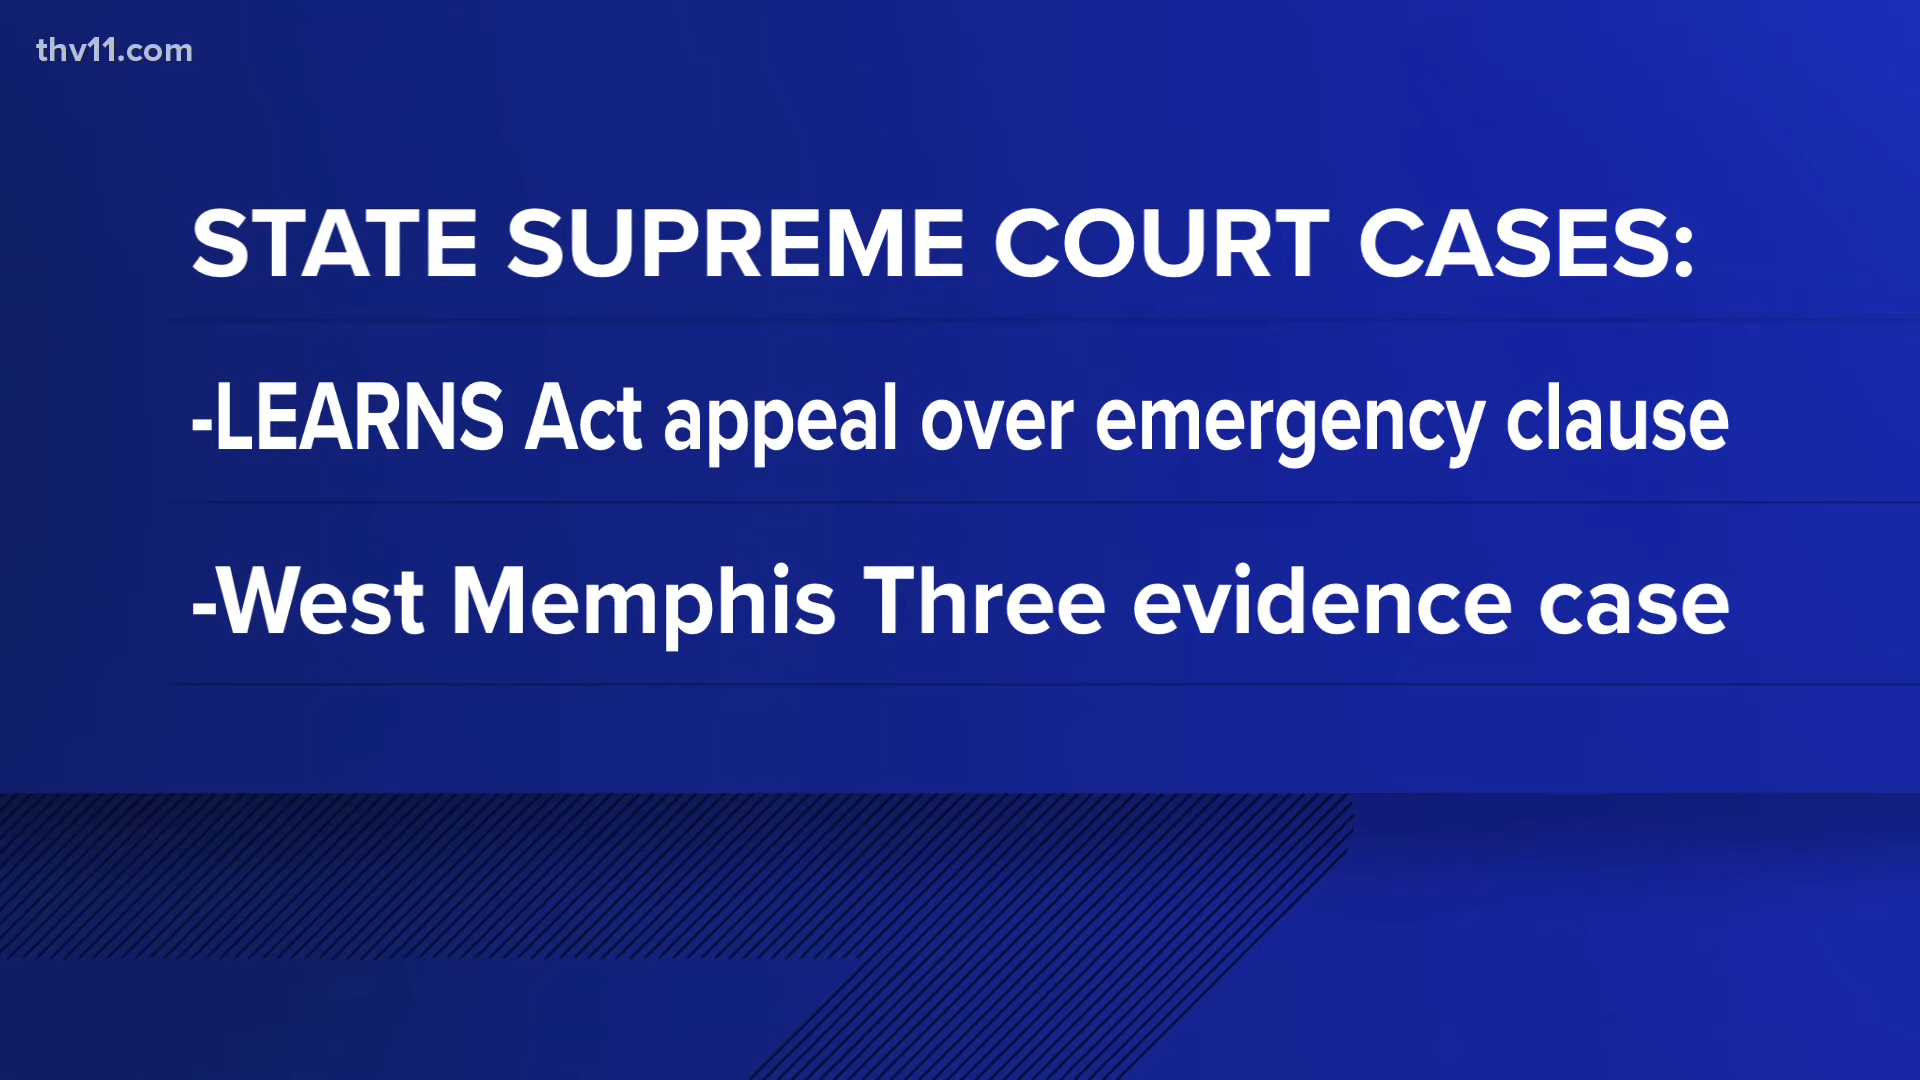 thv11.com
STATE SUPREME COURT CASES:
-LEARNS Act appeal over emergency clause
-West Memphis Three evidence case